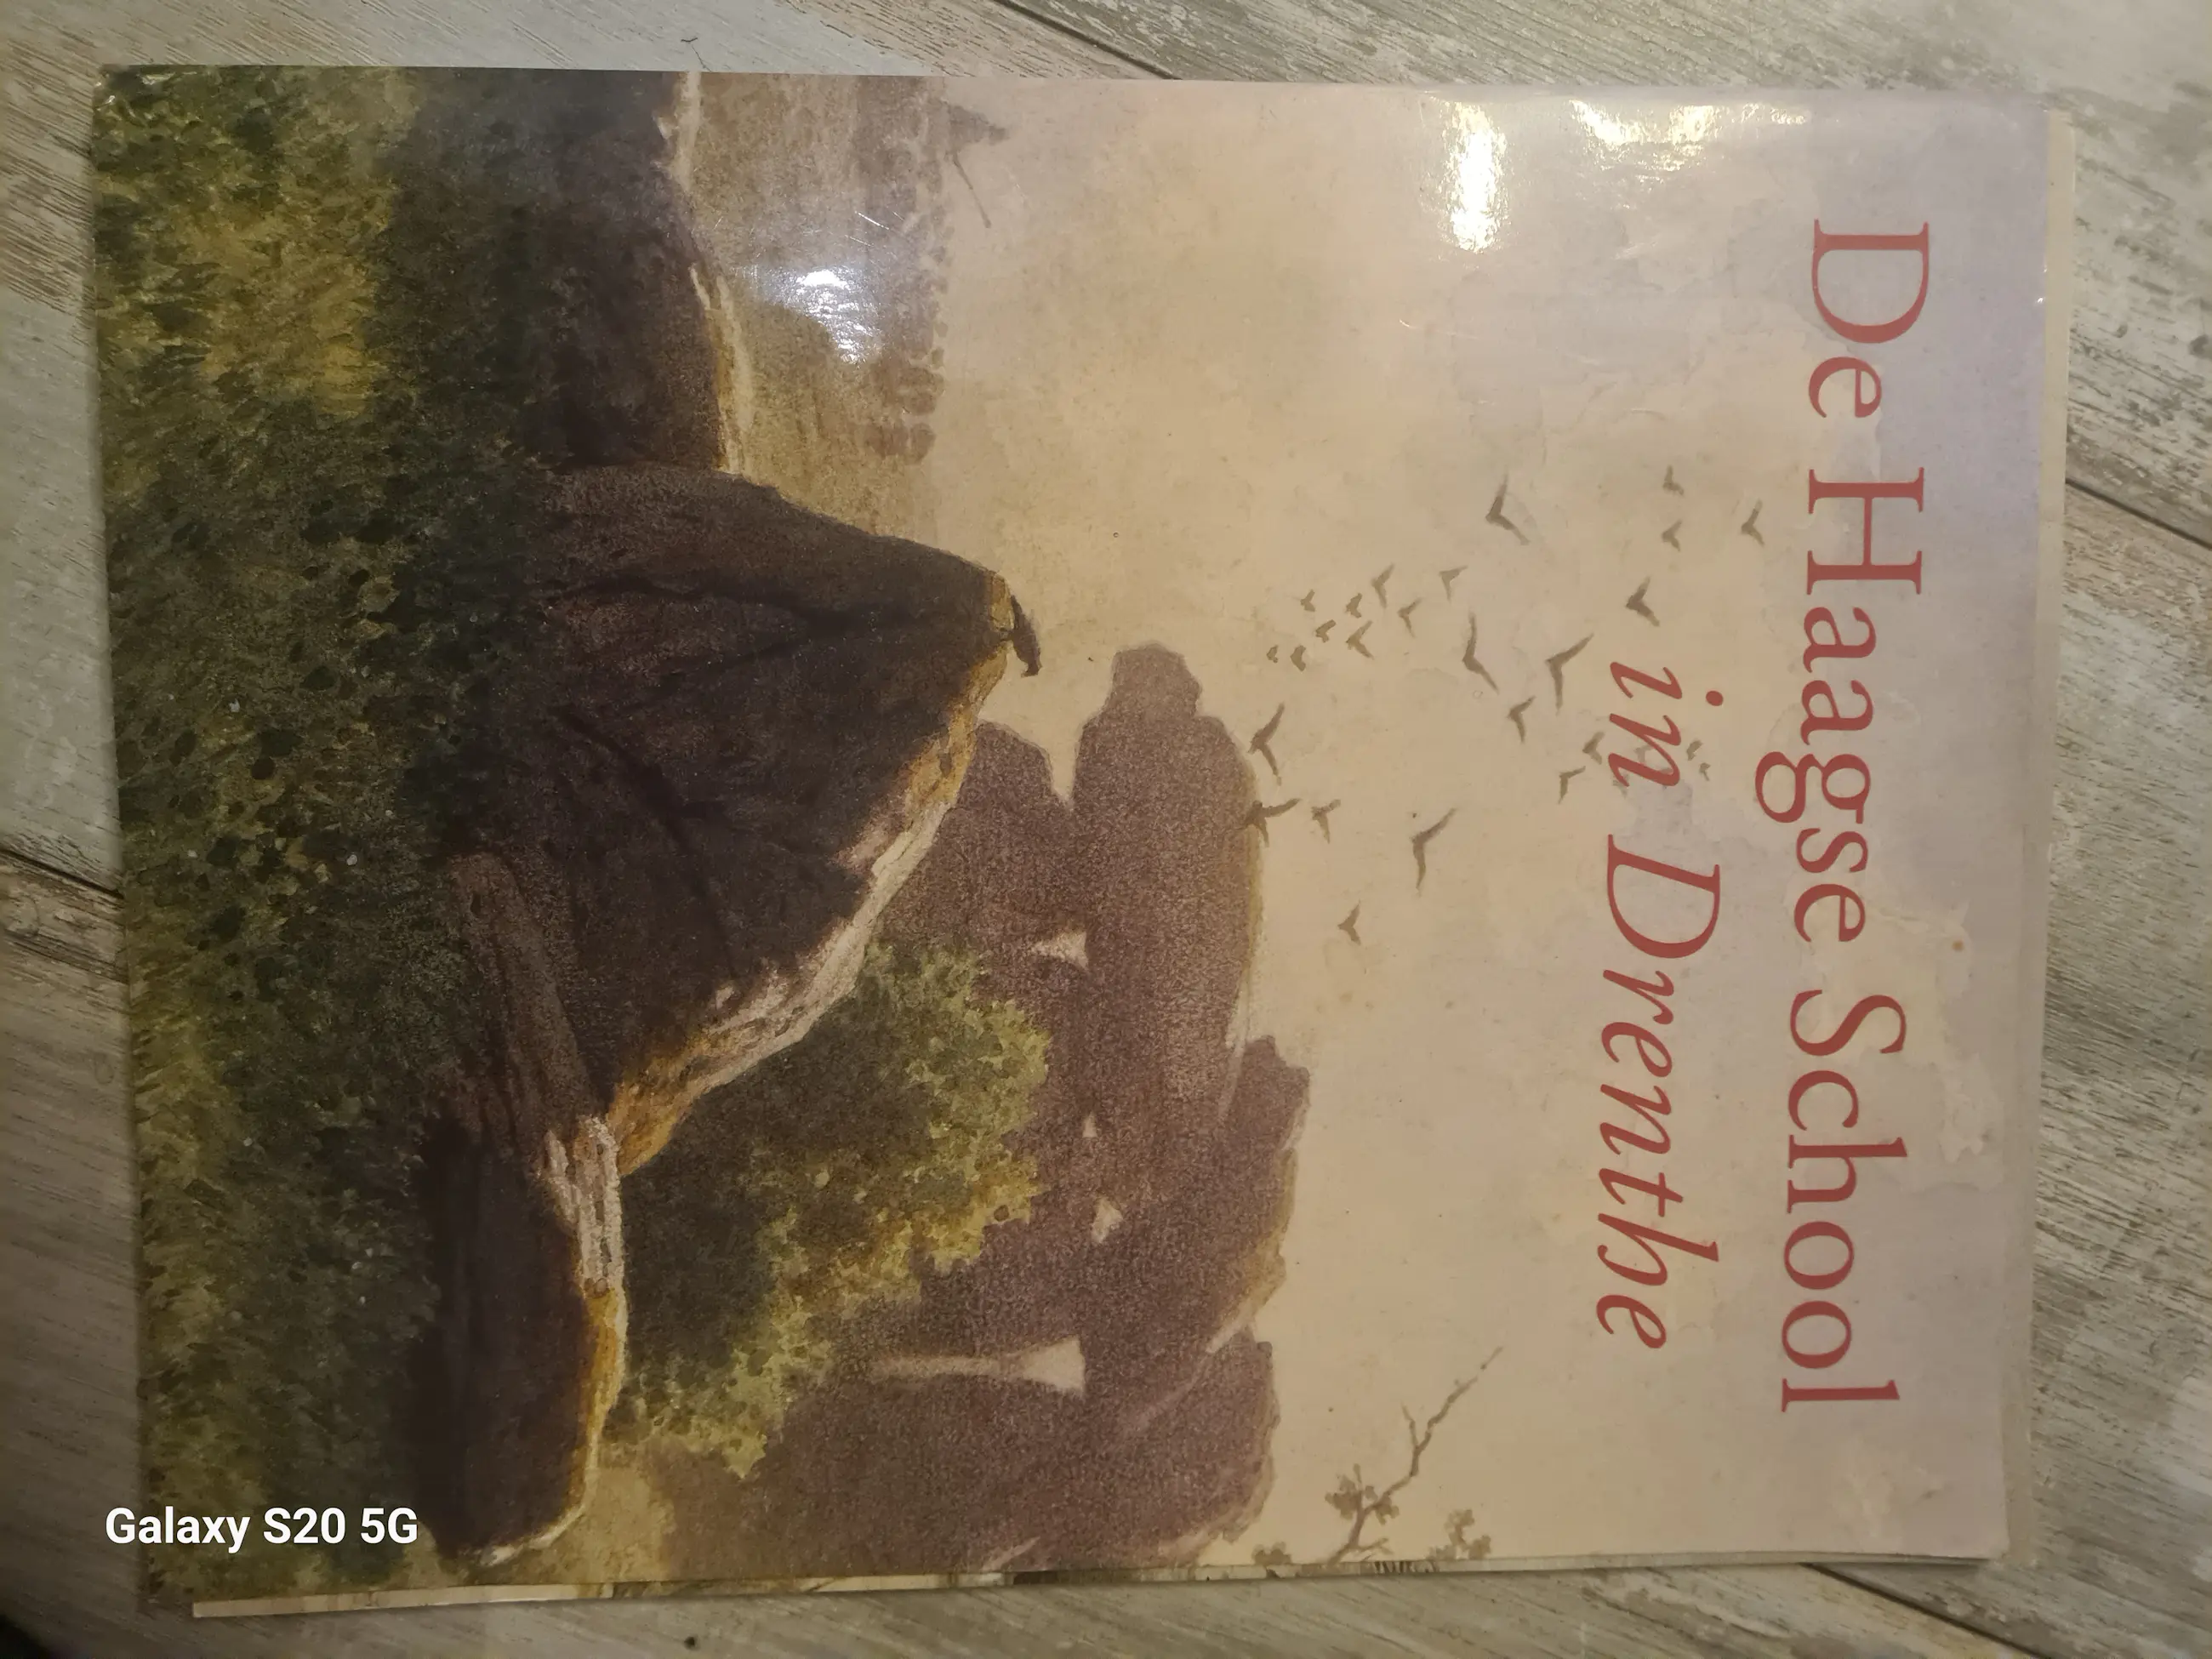 De Haagse School
in Drenthe
Galaxy S20 5G